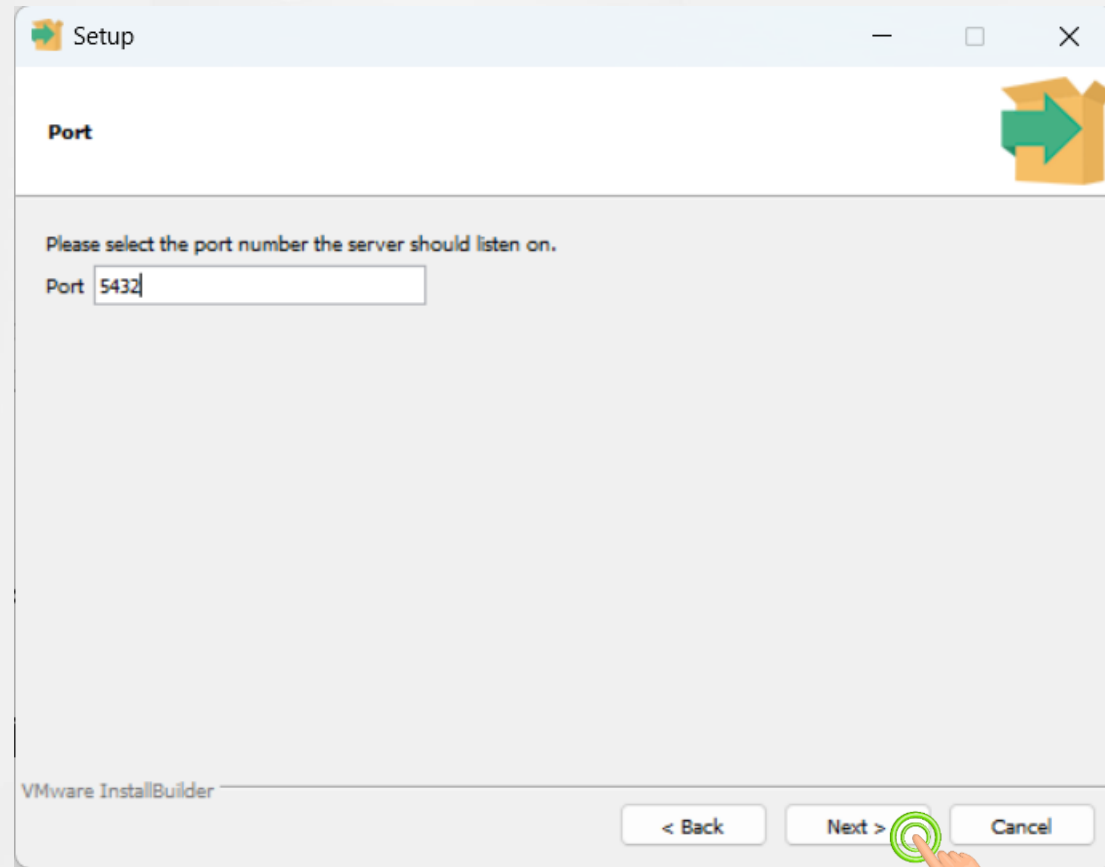 Setup
Port
Please select the port number the server should listen on.
Port 5432
VMware InstallBuilder
< Back Next > Cancel